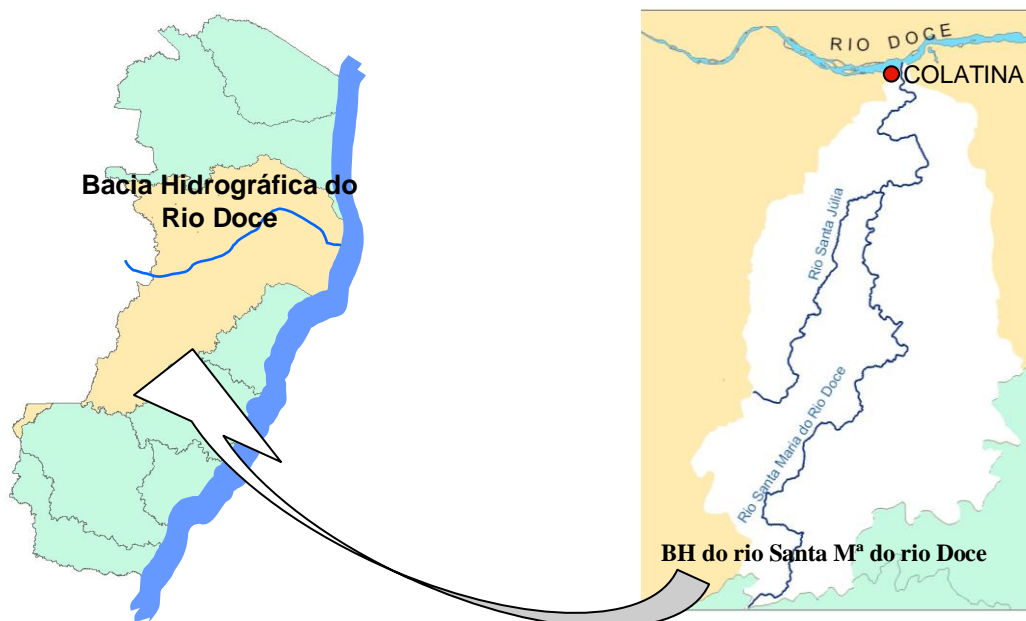 Bacia Hidrográfica do
Rio Doce
RIO DOCE
COLATINA
Rio Santa Júlia
Rio Santa Maria do Rio Doce
BH do rio Santa Mª do rio Doce